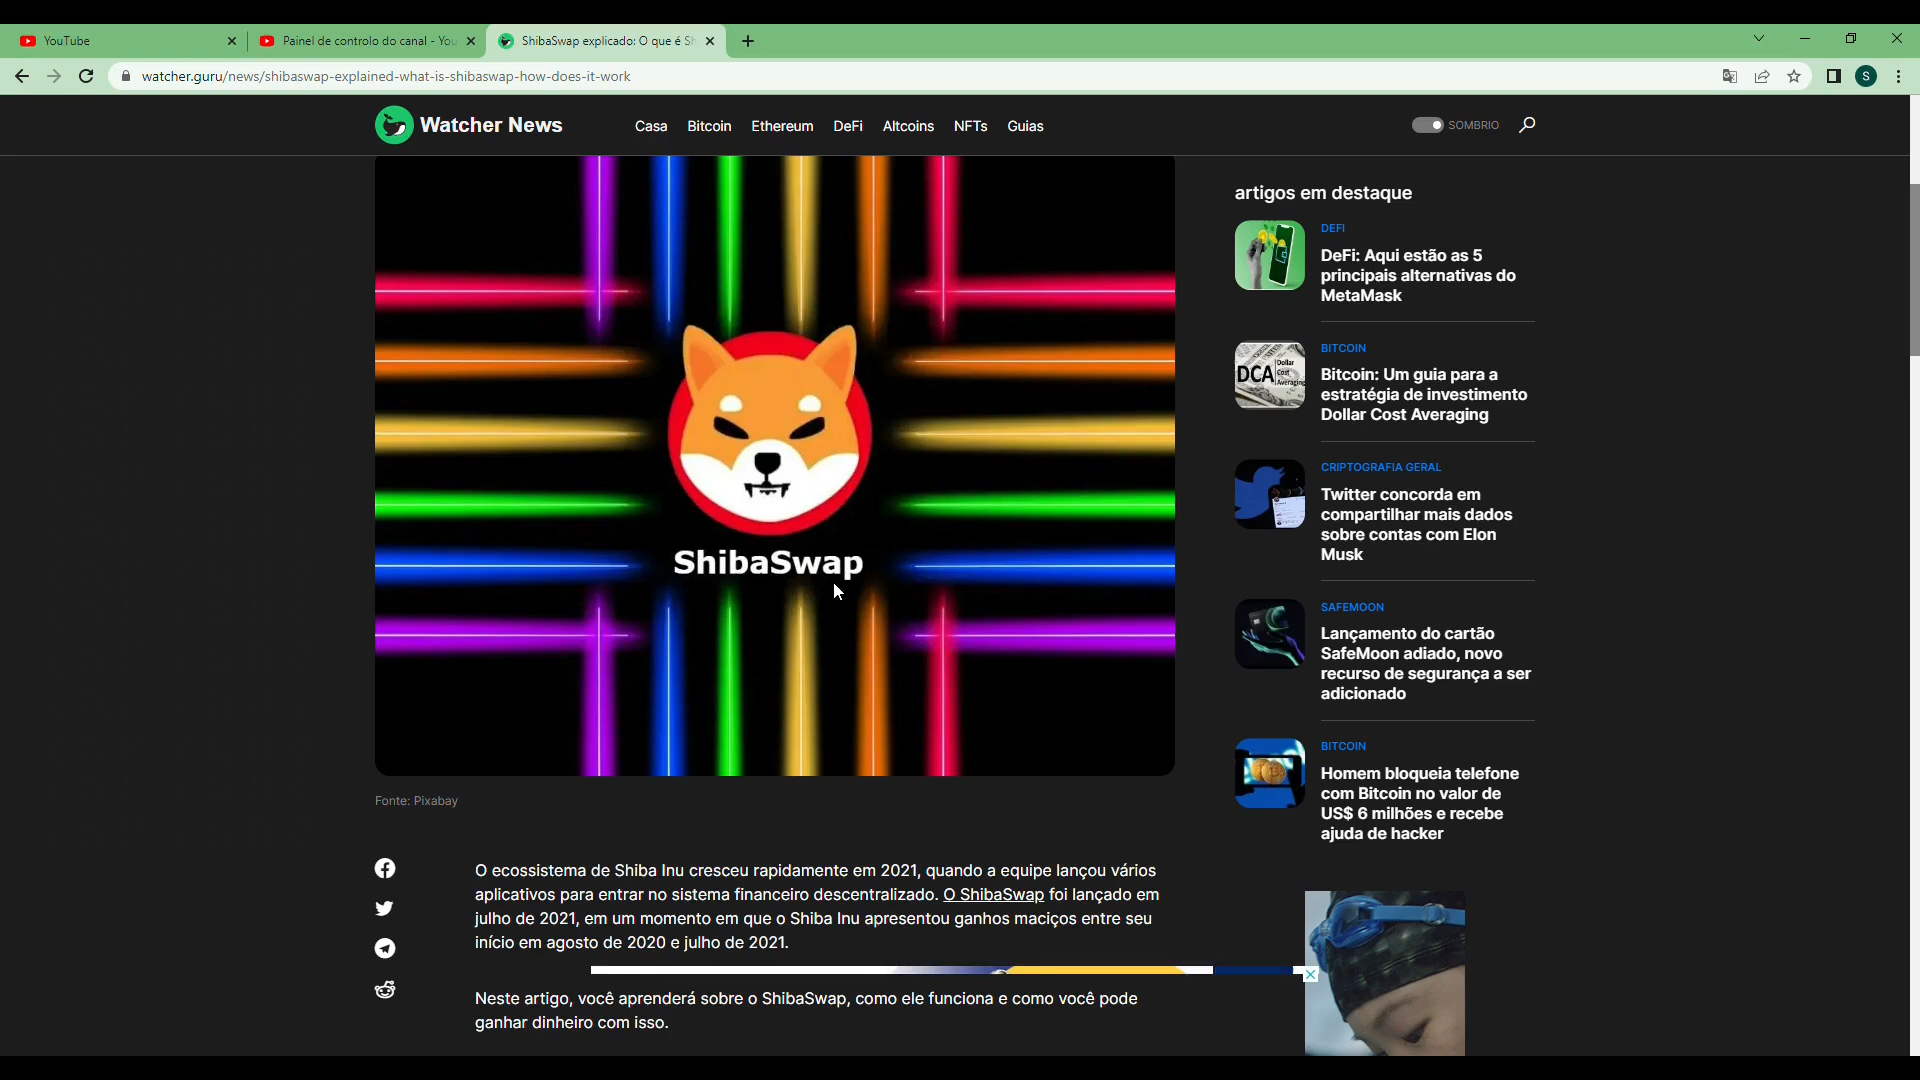 YouTube
Painel de controlo do canal - You
ShibaSwap explicado: O que é Sh
watcher.guru/news/shibaswap-explained-what-is-shibaswap-how-does-it-work
S
Watcher News
Casa Bitcoin Ethereum DeFi Altcoins NFTs Guias
SOMBRIO
ShibaSwap
Fonte: Pixabay
O ecossistema de Shiba Inu cresceu rapidamente em 2021, quando a equipe lançou vários
aplicativos para entrar no sistema financeiro descentralizado. O ShibaSwap foi lançado em
julho de 2021, em um momento em que o Shiba Inu apresentou ganhos maciços entre seu
início em agosto de 2020 e julho de 2021.
Neste artigo, você aprenderá sobre o ShibaSwap, como ele funciona e como você pode
ganhar dinheiro com isso.
artigos em destaque
DEFI
DeFi: Aqui estão as 5
principais alternativas do
MetaMask
DCA
Dollar
Cost
Averaging
BITCOIN
Bitcoin: Um guia para a
estratégia de investimento
Dollar Cost Averaging
CRIPTOGRAFIA GERAL
Twitter concorda em
compartilhar mais dados
sobre contas com Elon
Musk
SAFEMOON
Lançamento do cartão
SafeMoon adiado, novo
recurso de segurança a ser
adicionado
BITCOIN
Homem bloqueia telefone
com Bitcoin no valor de
US$ 6 milhões e recebe
ajuda de hacker